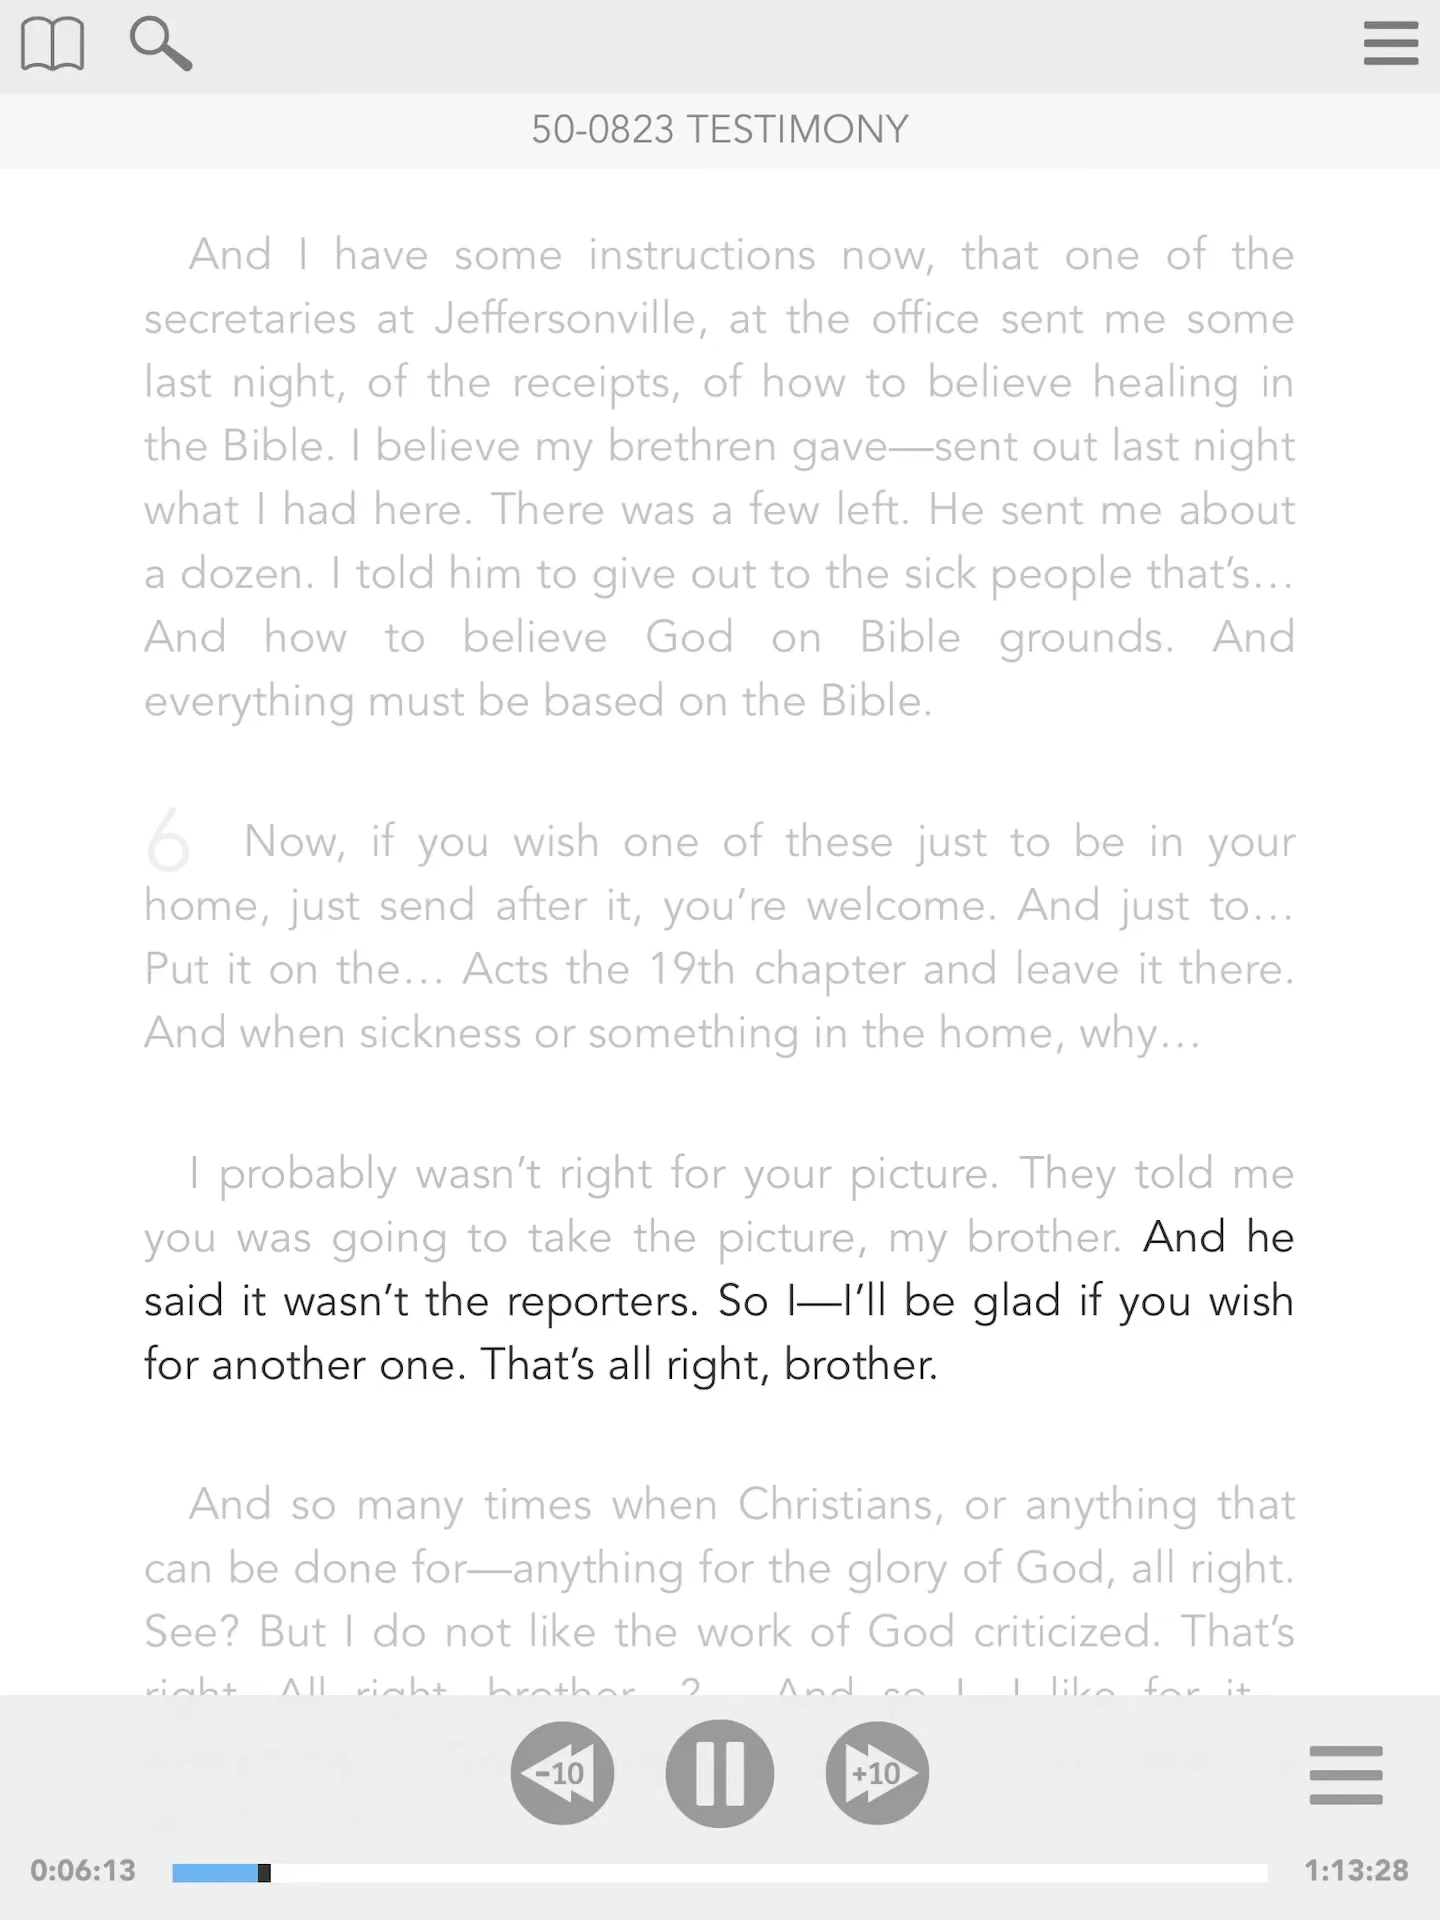 50-0823 TESTIMONY
And I have some instructions now, that one of the
secretaries at Jeffersonville, at the office sent me some
last night, of the receipts, of how to believe healing in
the Bible. I believe my brethren gave—sent out last night
what I had here. There was a few left. He sent me about
a dozen. I told him to give out to the sick people that’s…
And how to believe God on Bible grounds. And
everything must be based on the Bible.
6 Now, if you wish one of these just to be in your
home, just send after it, you’re welcome. And just to…
Put it on the… Acts the 19th chapter and leave it there.
And when sickness or something in the home, why…
I probably wasn’t right for your picture. They told me
you was going to take the picture, my brother. And he
said it wasn’t the reporters. So I—I’ll be glad if you wish
for another one. That’s all right, brother.
And so many times when Christians, or anything that
can be done for—anything for the glory of God, all right.
See? But I do not like the work of God criticized. That’s
right. All right, brother…?… And so I—I like for it…
-10 +10
0:06:13 1:13:28